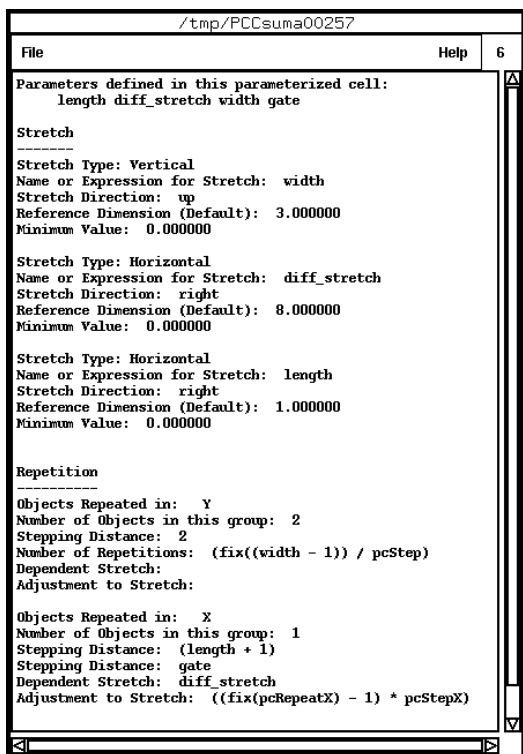 /tmp/PCCsuma00257
File Help 6
Parameters defined in this parameterized cell:
length diff_stretch width gate
Stretch
-------
Stretch Type: Vertical
Name or Expression for Stretch: width
Stretch Direction: up
Reference Dimension (Default): 3.000000
Minimum Value: 0.000000
Stretch Type: Horizontal
Name or Expression for Stretch: diff_stretch
Stretch Direction: right
Reference Dimension (Default): 8.000000
Minimum Value: 0.000000
Stretch Type: Horizontal
Name or Expression for Stretch: length
Stretch Direction: right
Reference Dimension (Default): 1.000000
Minimum Value: 0.000000
Repetition
----------
Objects Repeated in: Y
Number of Objects in this group: 2
Stepping Distance: 2
Number of Repetitions: (fix((width - 1)) / pcStep)
Dependent Stretch:
Adjustment to Stretch:
Objects Repeated in: X
Number of Objects in this group: 1
Stepping Distance: (length + 1)
Stepping Distance: gate
Dependent Stretch: diff_stretch
Adjustment to Stretch: ((fix(pcRepeatX) - 1) * pcStepX)